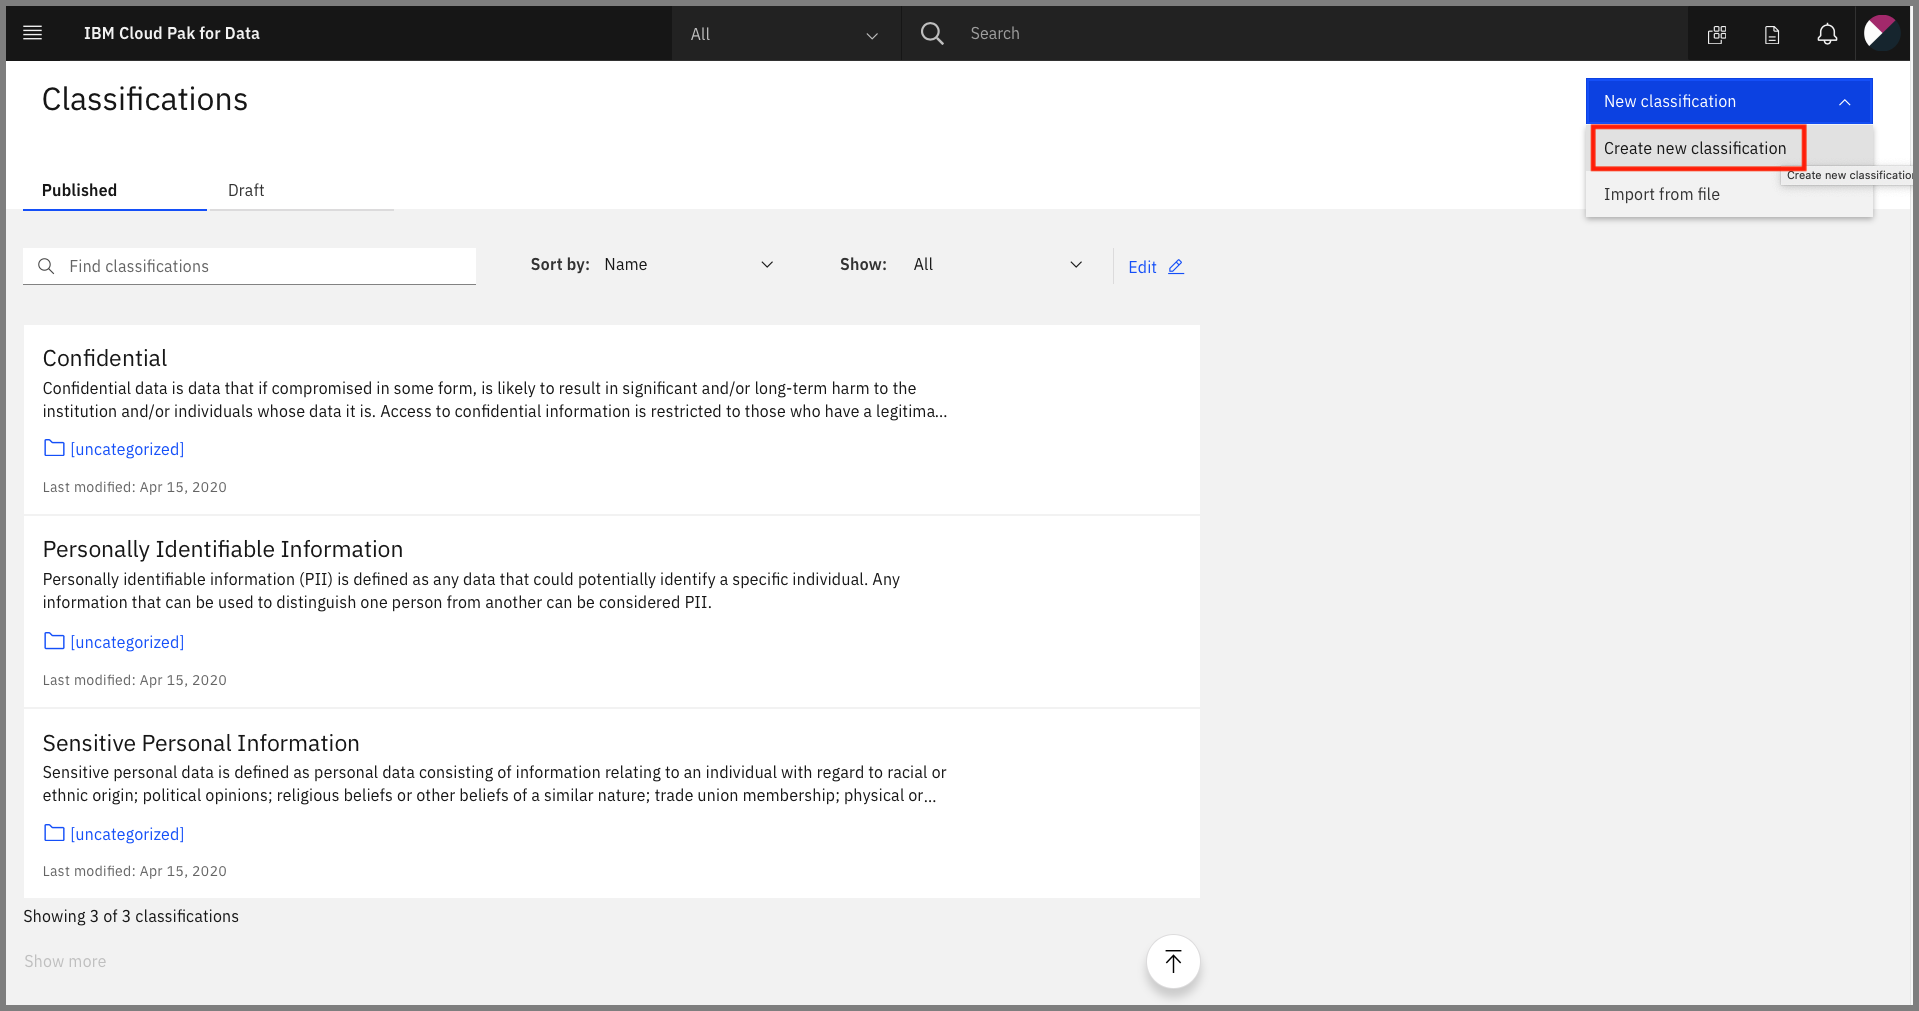 IBM Cloud Pak for Data
All
Search
Classifications
New classification
Create new classification
Create new classification
Import from file
Published
Draft
Find classifications
Sort by: Name
Show: All
Edit
Confidential
Confidential data is data that if compromised in some form, is likely to result in significant and/or long-term harm to the
institution and/or individuals whose data it is. Access to confidential information is restricted to those who have a legitima...
[uncategorized]
Last modified: Apr 15, 2020
Personally Identifiable Information
Personally identifiable information (PII) is defined as any data that could potentially identify a specific individual. Any
information that can be used to distinguish one person from another can be considered PII.
[uncategorized]
Last modified: Apr 15, 2020
Sensitive Personal Information
Sensitive personal data is defined as personal data consisting of information relating to an individual with regard to racial or
ethnic origin; political opinions; religious beliefs or other beliefs of a similar nature; trade union membership; physical or...
[uncategorized]
Last modified: Apr 15, 2020
Showing 3 of 3 classifications
Show more